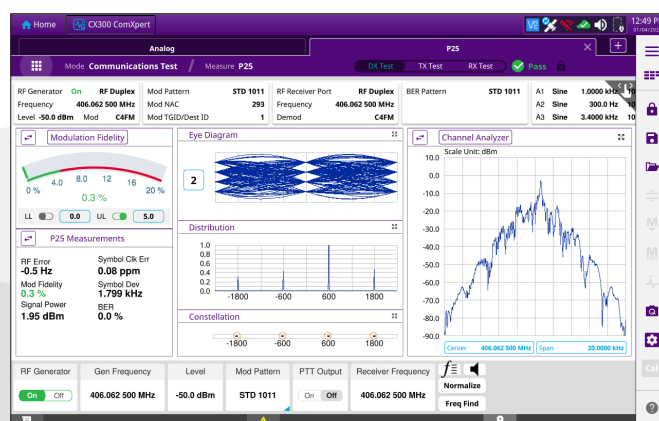 Home CX300 ComXpert VZ 12:49 P
01/04/202
Analog P25
Mode Communications Test / Measure P25 DX Test TX Test RX Test Pass
RF Generator On RF Duplex Mod Pattern STD 1011 RF Receiver Port RF Duplex BER Pattern STD 1011 A1 Sine 1.0000 kHz 10
Frequency 406.062 500 MHz Mod NAC 293 Frequency 406.062 500 MHz A2 Sine 300.0 Hz 10
Level -50.0 dBm Mod C4FM Mod TGID/Dest ID 1 Demod C4FM A3 Sine 3.4000 kHz 10
Modulation Fidelity
0 % 4.0 8.0 12 16 20 %
0.3 %
LL 0.0 UL 5.0
P25 Measurements
RF Error Symbol Clk Err
-0.5 Hz 0.08 ppm
Mod Fidelity Symbol Dev
0.3 % 1.799 kHz
Signal Power BER
1.95 dBm 0.0 %
Eye Diagram
2
Distribution
1.0
0.8
0.6
0.4
0.2
0.0
-1800 -600 600 1800
Constellation
-1800 -600 600 1800
Channel Analyzer
Scale Unit: dBm
10.0
0.0
-10.0
-20.0
-30.0
-40.0
-50.0
-60.0
-70.0
-80.0
-90.0
Center 406.062 500 MHz Span 20.0000 kHz
M
M
Cal
RF Generator Gen Frequency Level Mod Pattern PTT Output Receiver Frequency
On Off 406.062 500 MHz -50.0 dBm STD 1011 On Off 406.062 500 MHz
Normalize
Freq Find